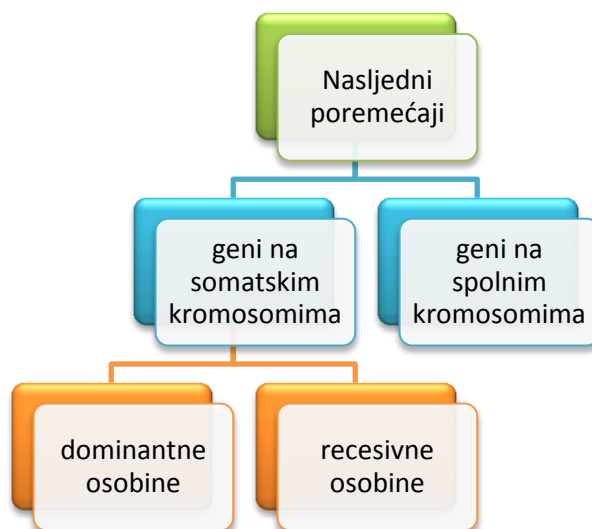 Nasljedni
poremećaji
geni na
somatskim
kromosomima
geni na
spolnim
kromosomima
dominantne
osobine
recesivne
osobine